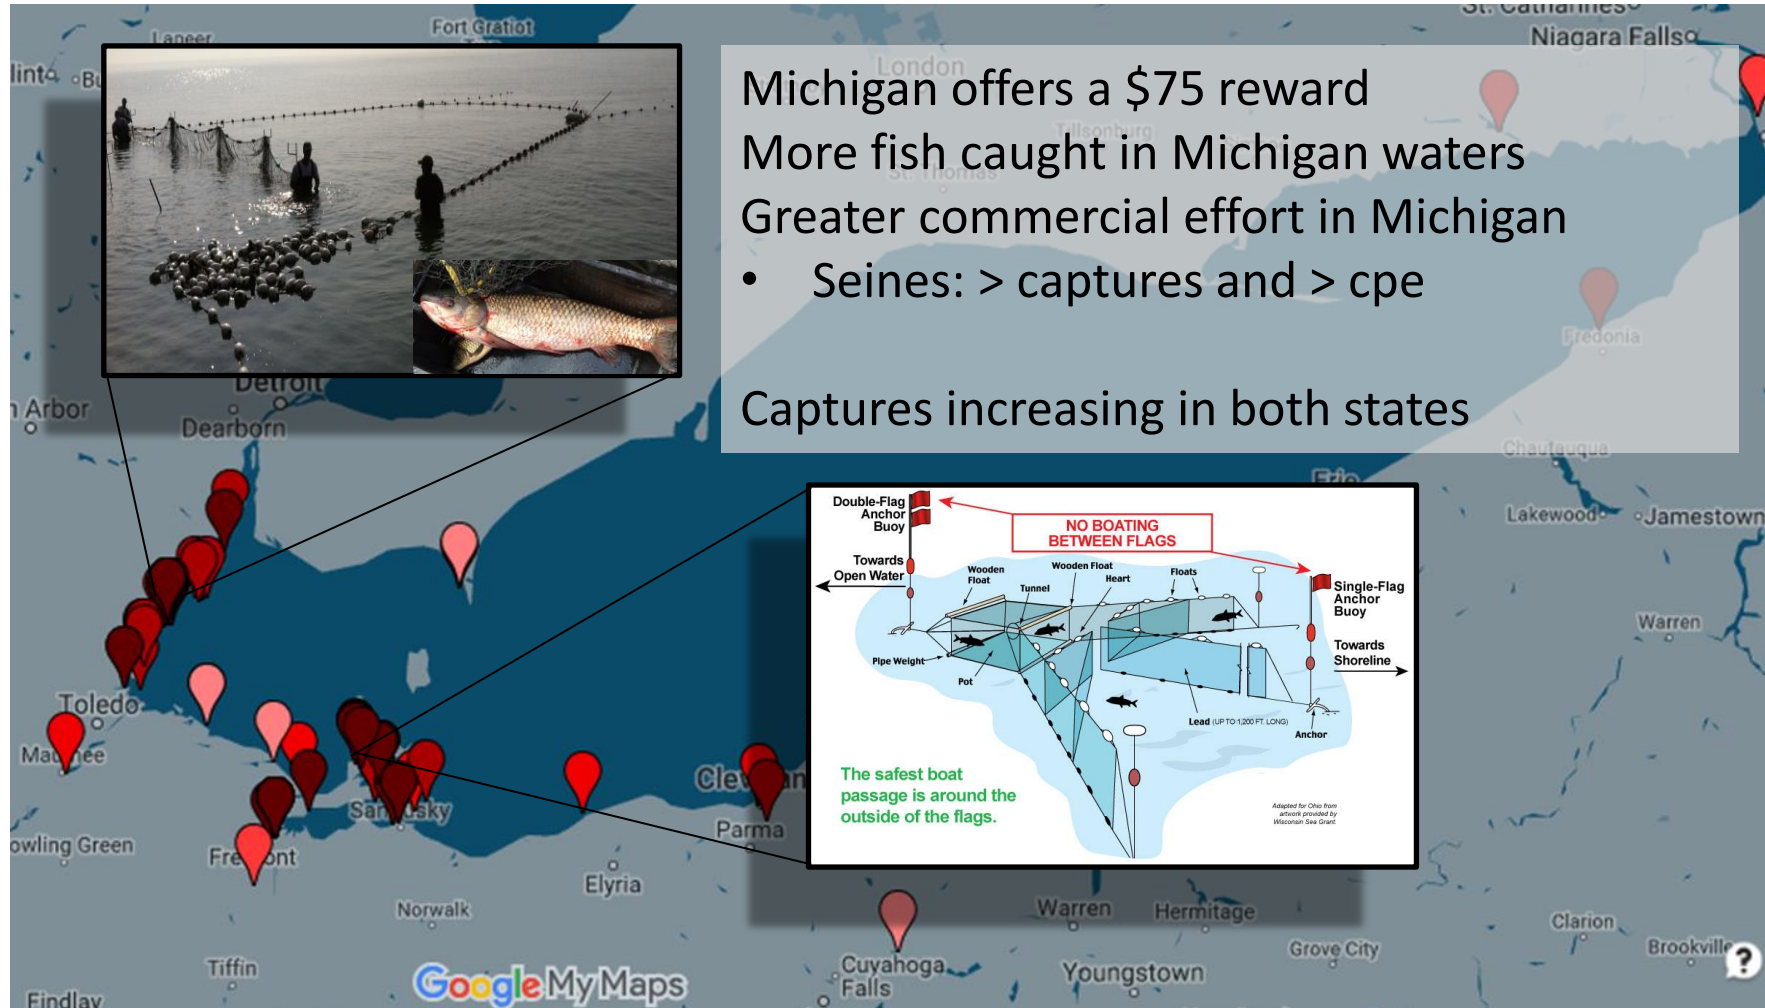 St. Catharines
Niagara Falls
Fort Gratiot
Lapeer
London
Tillsonburg
St. Thomas
Michigan offers a $75 reward
More fish caught in Michigan waters
Greater commercial effort in Michigan
• Seines: > captures and > cpe
Captures increasing in both states
Fredonia
Chautauqua
Erie
Lakewood
Jamestown
Warren
Detroit
Arbor
Dearborn
Toledo
Sandusky
Parma
owling Green
Fremont
Elyria
Norwalk
Tiffin
Findlay
Double-Flag
Anchor
Buoy
NO BOATING
BETWEEN FLAGS
Towards
Open Water
Wooden
Float
Tunnel
Wooden Float
Heart
Floats
Single-Flag
Anchor
Buoy
Towards
Shoreline
Pipe Weight
Pot
Lead (UP TO 1,200 FT. LONG)
Anchor
The safest boat
passage is around the
outside of the flags.
Adapted for Ohio from
artwork provided by
Wisconsin Sea Grant.
Warren
Hermitage
Clarion
Grove City
Brookville
?
Cuyahoga
Falls
Youngstown
Google My Maps